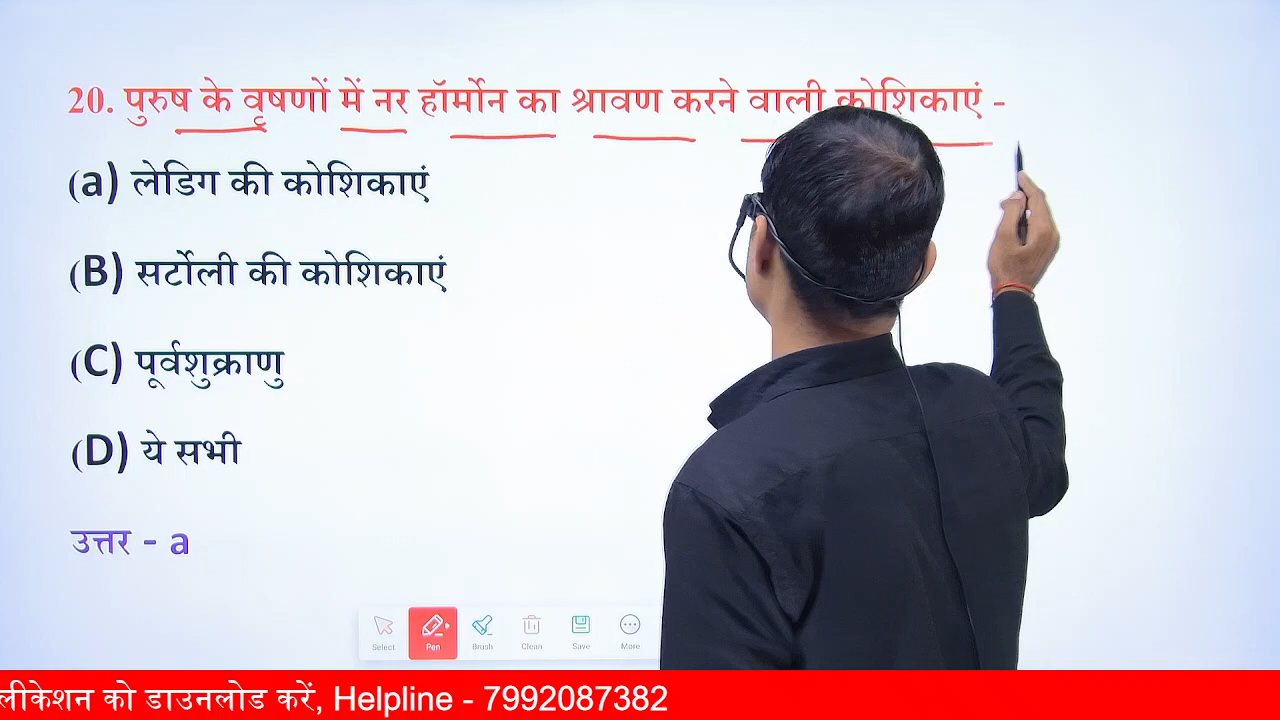 20. पुरुष के वृषणों में नर हॉर्मोन का श्रावण करने वाली कोशिकाएं -
(a) लेडिग की कोशिकाएं
(B) सर्टोली की कोशिकाएं
(C) पूर्वशुक्राणु
(D) ये सभी
उत्तर - a
Select Pen Brush Clean Save More
लीकेशन को डाउनलोड करें, Helpline - 7992087382